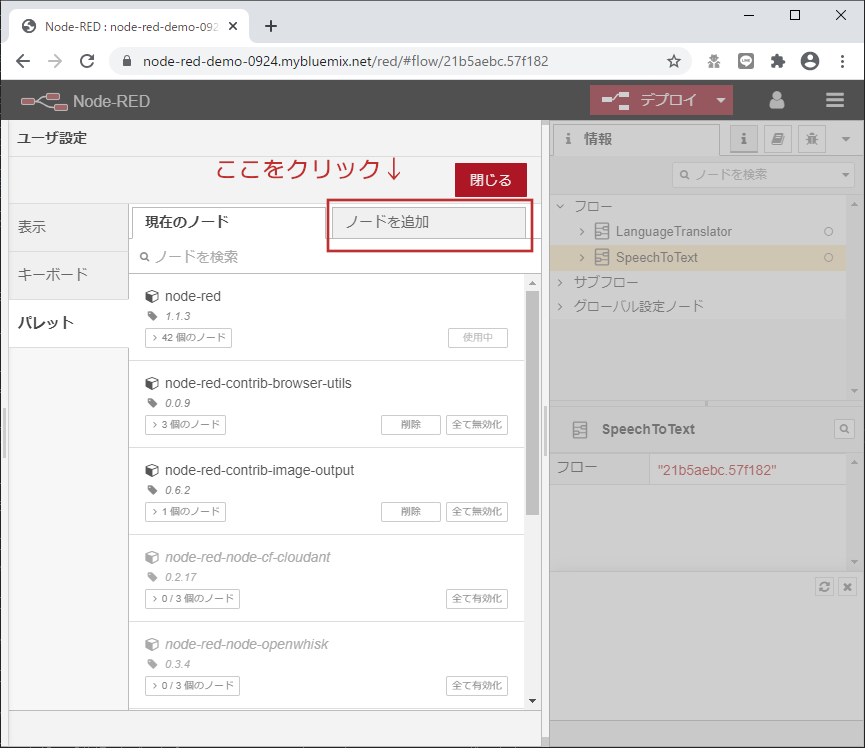 Node-RED : node-red-demo-092
node-red-demo-0924.mybluemix.net/red/#flow/21b5aebc.57f182
Node-RED
デプロイ
ユーザ設定
ここをクリック↓
閉じる
表示
キーボード
パレット
現在のノード
ノードを追加
ノードを検索
node-red
1.1.3
> 42 個のノード
使用中
node-red-contrib-browser-utils
0.0.9
> 3 個のノード
削除
全て無効化
node-red-contrib-image-output
0.6.2
> 1 個のノード
削除
全て無効化
node-red-node-cf-cloudant
0.2.17
> 0 / 3 個のノード
全て有効化
node-red-node-openwhisk
0.3.4
> 0 / 3 個のノード
全て有効化
i 情報
i
ノードを検索
フロー
LanguageTranslator
SpeechToText
サブフロー
グローバル設定ノード
SpeechToText
フロー
"21b5aebc.57f182"